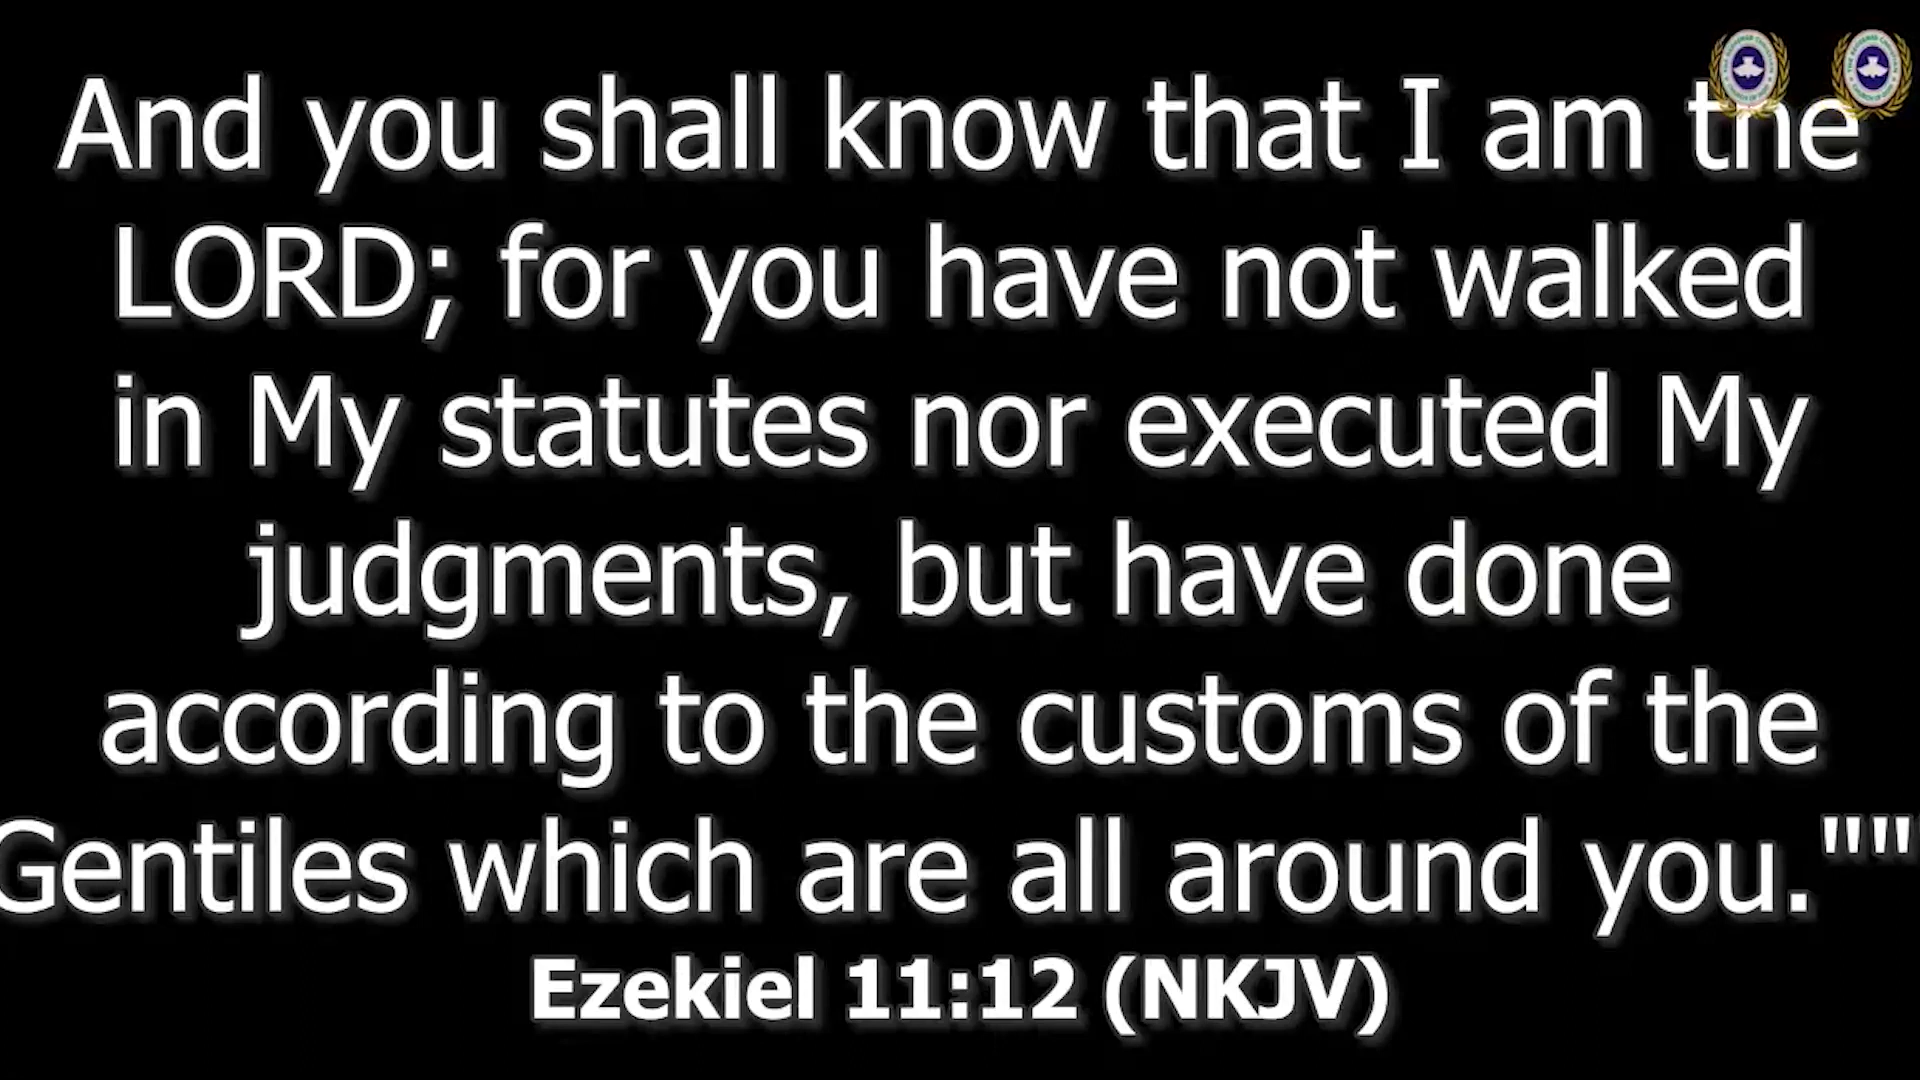 And you shall know that I am the
LORD; for you have not walked
in My statutes nor executed My
judgments, but have done
according to the customs of the
Gentiles which are all around you.""
Ezekiel 11:12 (NKJV)